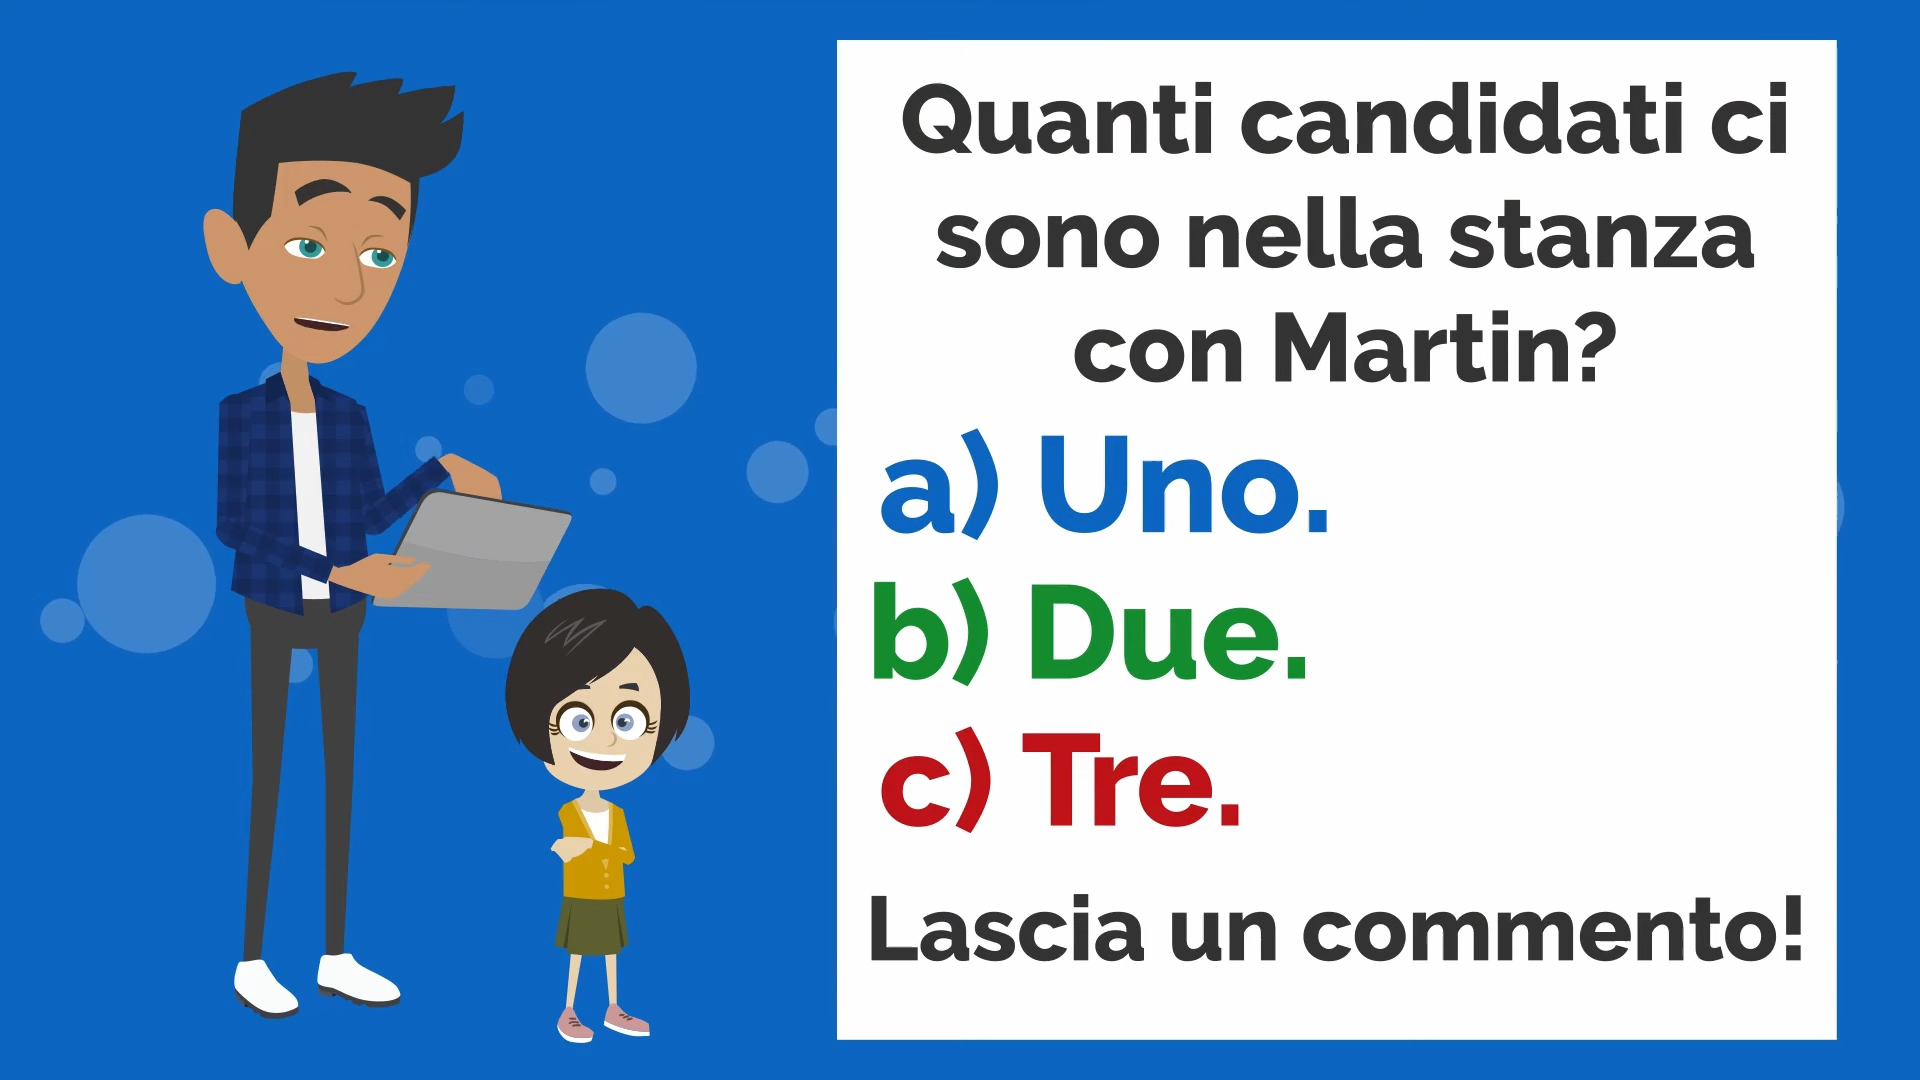 Quanti candidati ci
sono nella stanza
con Martin?
a) Uno.
b) Due.
c) Tre.
Lascia un commento!